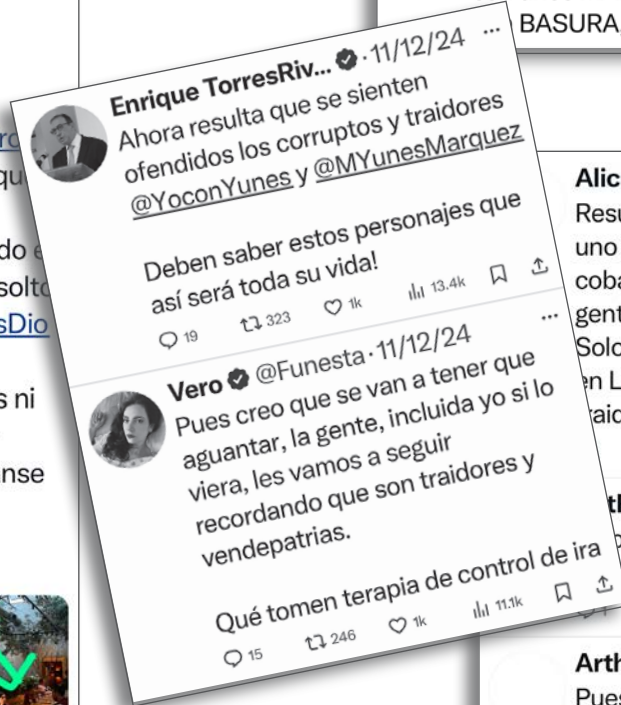 BASURA,
Enrique TorresRiv... · 11/12/24 ...
Ahora resulta que se sienten
ofendidos los corruptos y traidores
@YoconYunes y @MYunesMarquez
Deben saber estos personajes que
así será toda su vida!
19 323 1k 13.4k
Vero @Funesta · 11/12/24 ...
Pues creo que se van a tener que
aguantar, la gente, incluida yo si lo
viera, les vamos a seguir
recordando que son traidores y
vendepatrias.
Qué tomen terapia de control de ira
15 246 1k 11.1k
sDio
s ni
nse
Alic
Resu
uno
coba
gent
Solo
en L
Arth
Pues